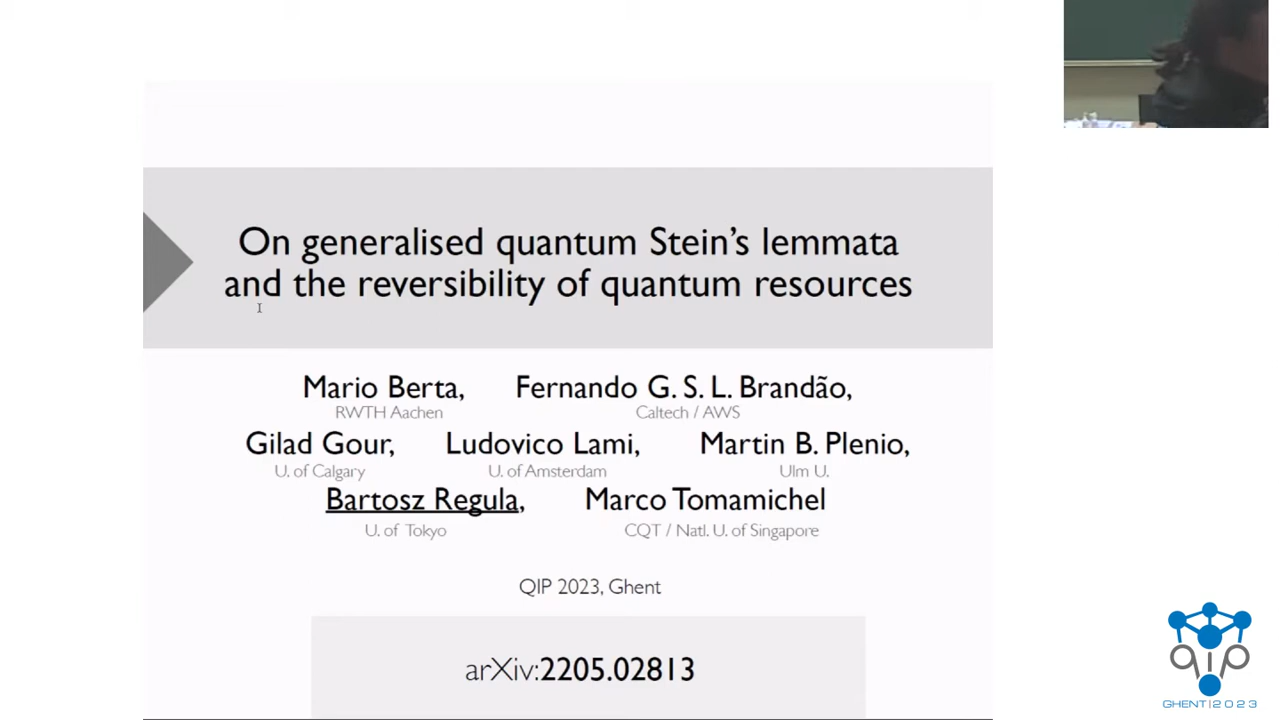 On generalised quantum Stein's lemmata
and the reversibility of quantum resources
Mario Berta, Fernando G. S. L. Brandão,
RWTH Aachen Caltech / AWS
Gilad Gour, Ludovico Lami, Martin B. Plenio,
U. of Calgary U. of Amsterdam Ulm U.
Bartosz Regula, Marco Tomamichel
U. of Tokyo CQT / Natl. U. of Singapore
QIP 2023, Ghent
arXiv:2205.02813
qip
GHENT|2023